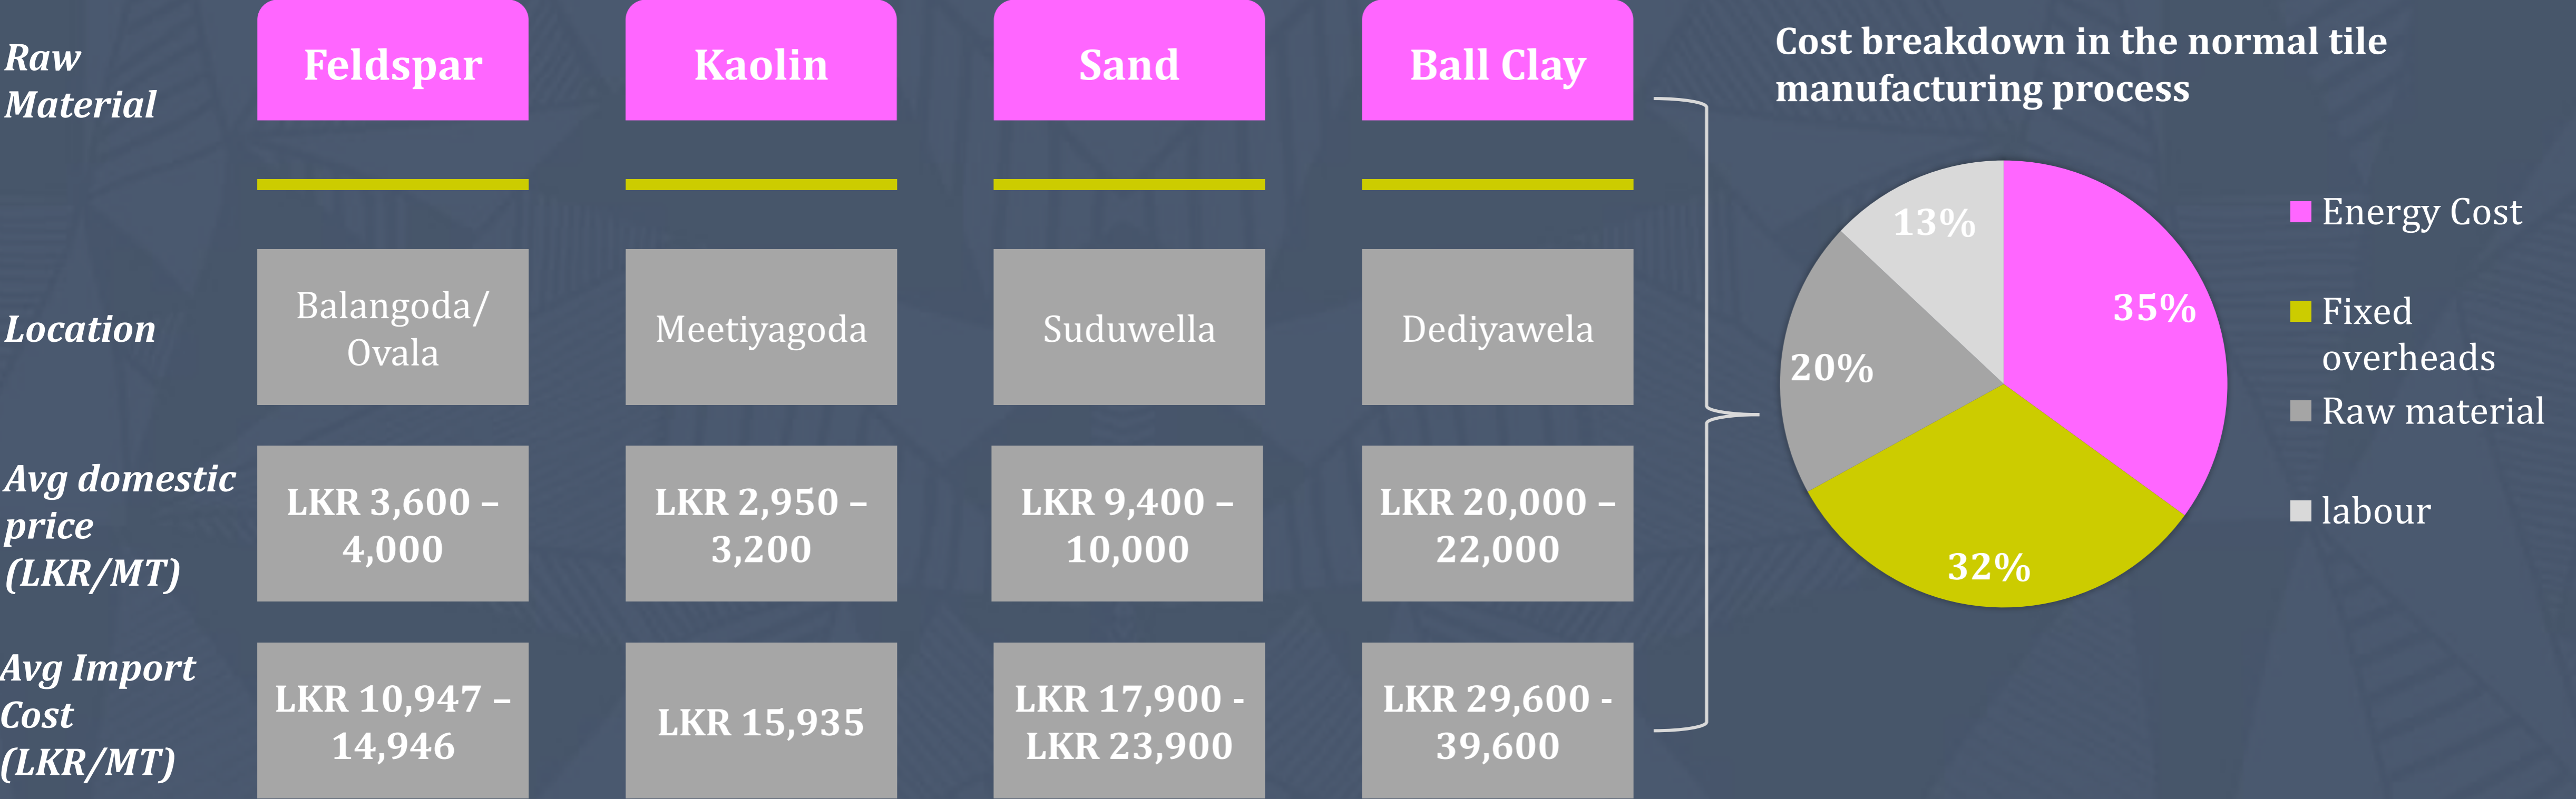 Raw
Material
Feldspar
Kaolin
Sand
Ball Clay
Location
Balangoda/
Ovala
Meetiyagoda
Suduwella
Dediyawela
Avg domestic
price
(LKR/MT)
LKR 3,600 –
4,000
LKR 2,950 –
3,200
LKR 9,400 –
10,000
LKR 20,000 –
22,000
Avg Import
Cost
(LKR/MT)
LKR 10,947 –
14,946
LKR 15,935
LKR 17,900 -
LKR 23,900
LKR 29,600 -
39,600
Cost breakdown in the normal tile
manufacturing process
13%
35%
20%
32%
Energy Cost
Fixed
overheads
Raw material
labour